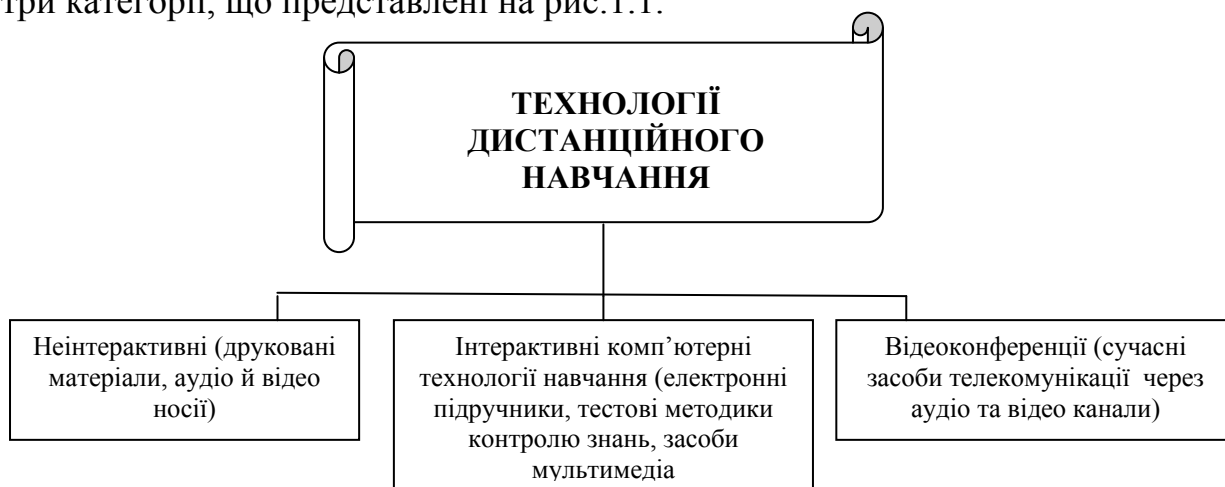 три категорії, що представлені на рис.1.1.
ТЕХНОЛОГІЇ
ДИСТАНЦІЙНОГО
НАВЧАННЯ
Неінтерактивні (друковані
матеріали, аудіо й відео
носії)
Інтерактивні комп’ютерні
технології навчання (електронні
підручники, тестові методики
контролю знань, засоби
мультимедіа
Відеоконференції (сучасні
засоби телекомунікації через
аудіо та відео канали)